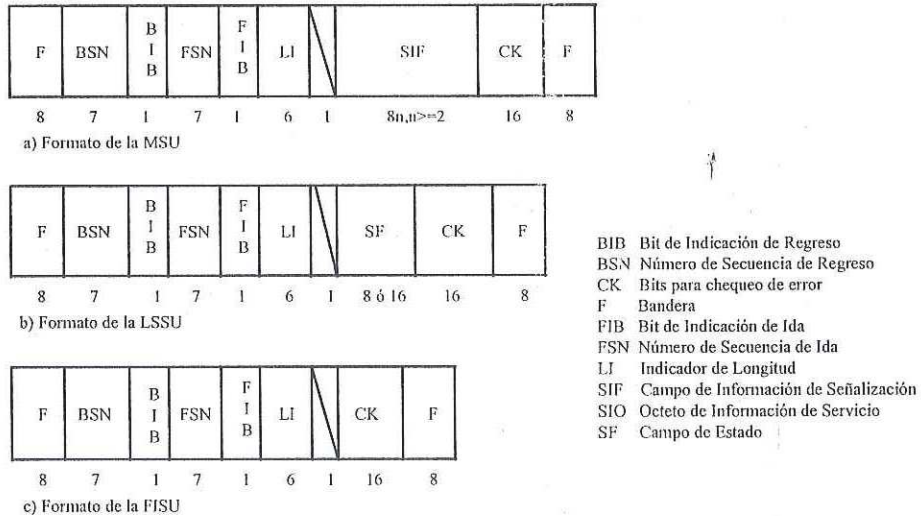 F BSN B I B FSN F I B LI SIF CK F
8 7 1 7 1 6 1 8n,n>=2 16 8
a) Formato de la MSU
F BSN B I B FSN F I B LI SF CK F
8 7 1 7 1 6 1 8 ó 16 16 8
b) Formato de la LSSU
F BSN B I B FSN F I B LI CK F
8 7 1 7 1 6 1 16 8
c) Formato de la FISU
BIB Bit de Indicación de Regreso
BSN Número de Secuencia de Regreso
CK Bits para chequeo de error
F Bandera
FIB Bit de Indicación de Ida
FSN Número de Secuencia de Ida
LI Indicador de Longitud
SIF Campo de Información de Señalización
SIO Octeto de Información de Servicio
SF Campo de Estado